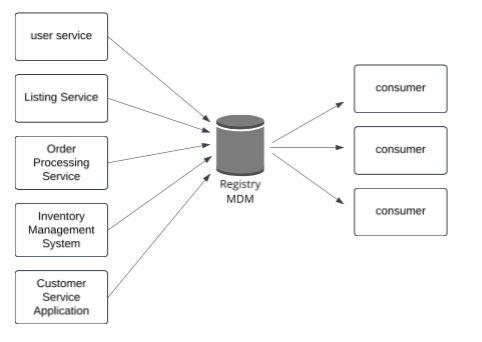 user service
Listing Service
Order
Processing
Service
Inventory
Management
System
Customer
Service
Application
Registry
MDM
consumer
consumer
consumer